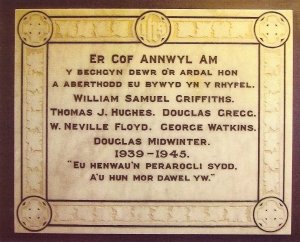 IHS
Er Cof Annwyl Am
y bechgyn dewr o'r ardal hon
a aberthodd eu bywyd yn y rhyfel.
William Samuel Griffiths.
Thomas J. Hughes. Douglas Gregg.
W. Neville Floyd. George Watkins.
Douglas Midwinter.
1939–1945.
"Eu henwau'n perarogli sydd,
A'u hun mor dawel yw."